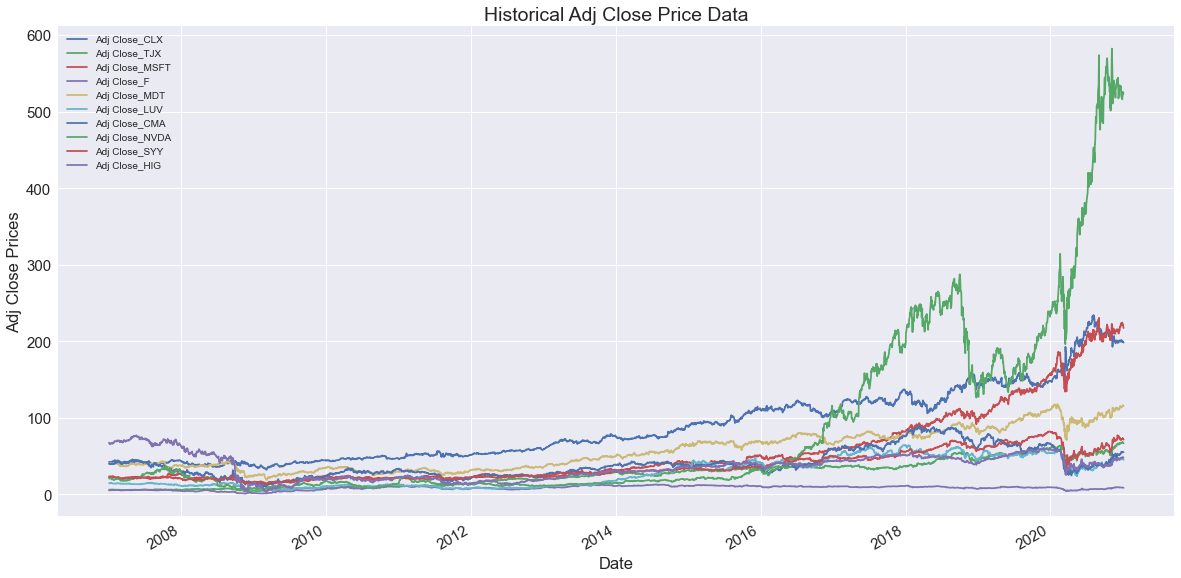 Historical Adj Close Price Data
Adj Close_CLX
Adj Close_TJX
Adj Close_MSFT
Adj Close_F
Adj Close_MDT
Adj Close_LUV
Adj Close_CMA
Adj Close_NVDA
Adj Close_SYY
Adj Close_HIG
Adj Close Prices
600
500
400
300
200
100
0
2008
2010
2012
2014
2016
2018
2020
Date